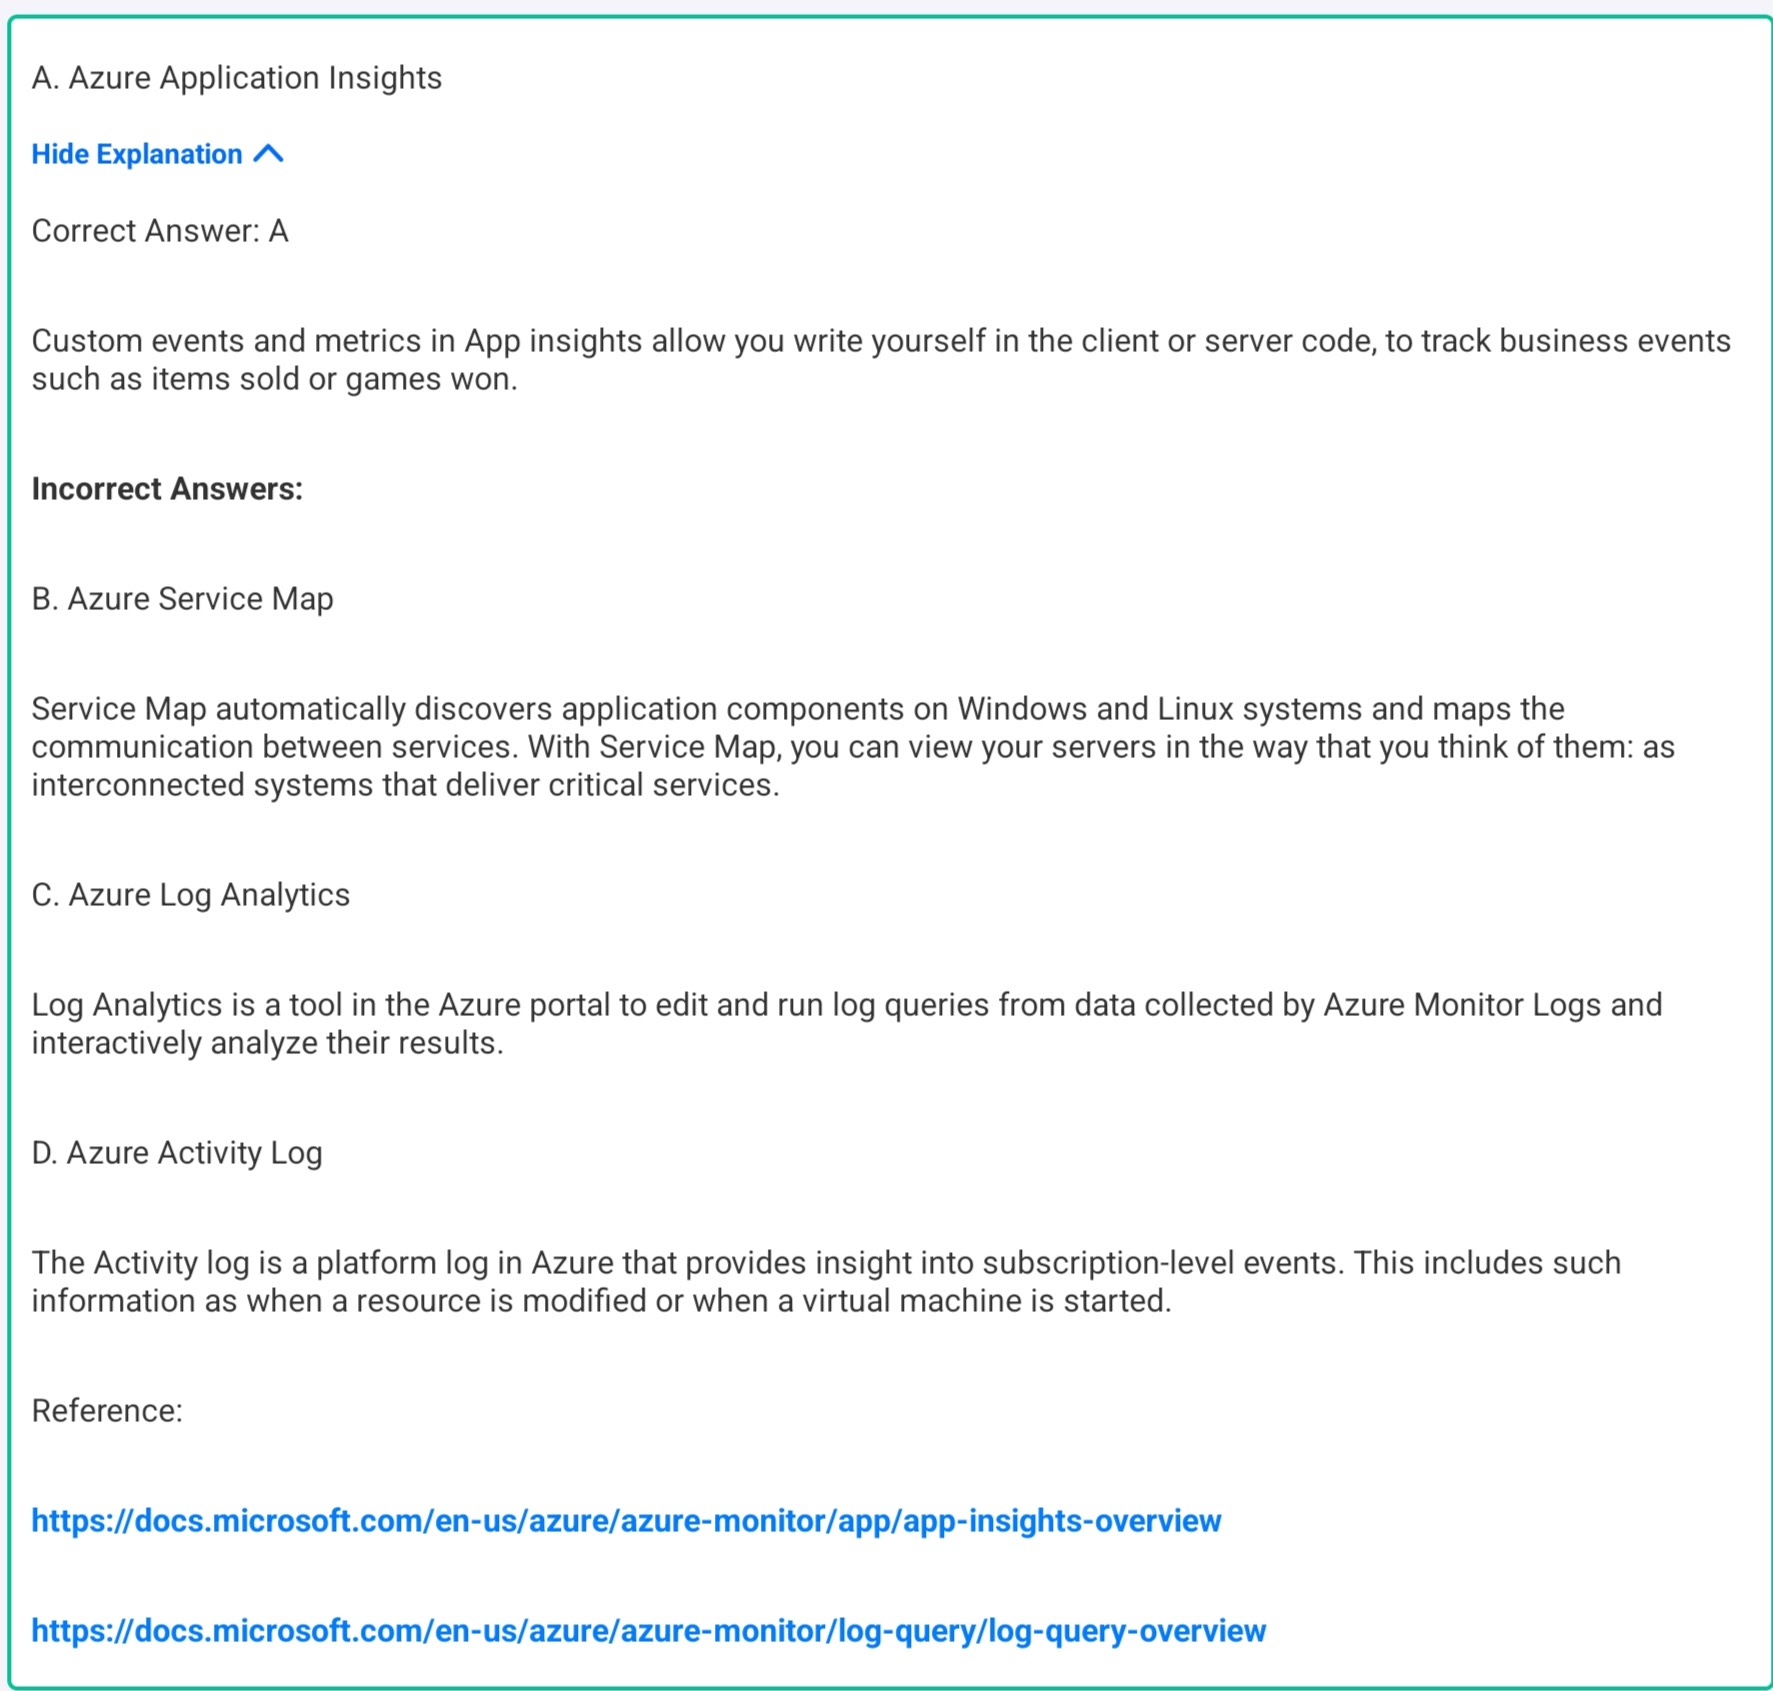 A. Azure Application Insights
Hide Explanation
Correct Answer: A
Custom events and metrics in App insights allow you write yourself in the client or server code, to track business events
such as items sold or games won.
Incorrect Answers:
B. Azure Service Map
Service Map automatically discovers application components on Windows and Linux systems and maps the
communication between services. With Service Map, you can view your servers in the way that you think of them: as
interconnected systems that deliver critical services.
C. Azure Log Analytics
Log Analytics is a tool in the Azure portal to edit and run log queries from data collected by Azure Monitor Logs and
interactively analyze their results.
D. Azure Activity Log
The Activity log is a platform log in Azure that provides insight into subscription-level events. This includes such
information as when a resource is modified or when a virtual machine is started.
Reference:
https://docs.microsoft.com/en-us/azure/azure-monitor/app/app-insights-overview
https://docs.microsoft.com/en-us/azure/azure-monitor/log-query/log-query-overview